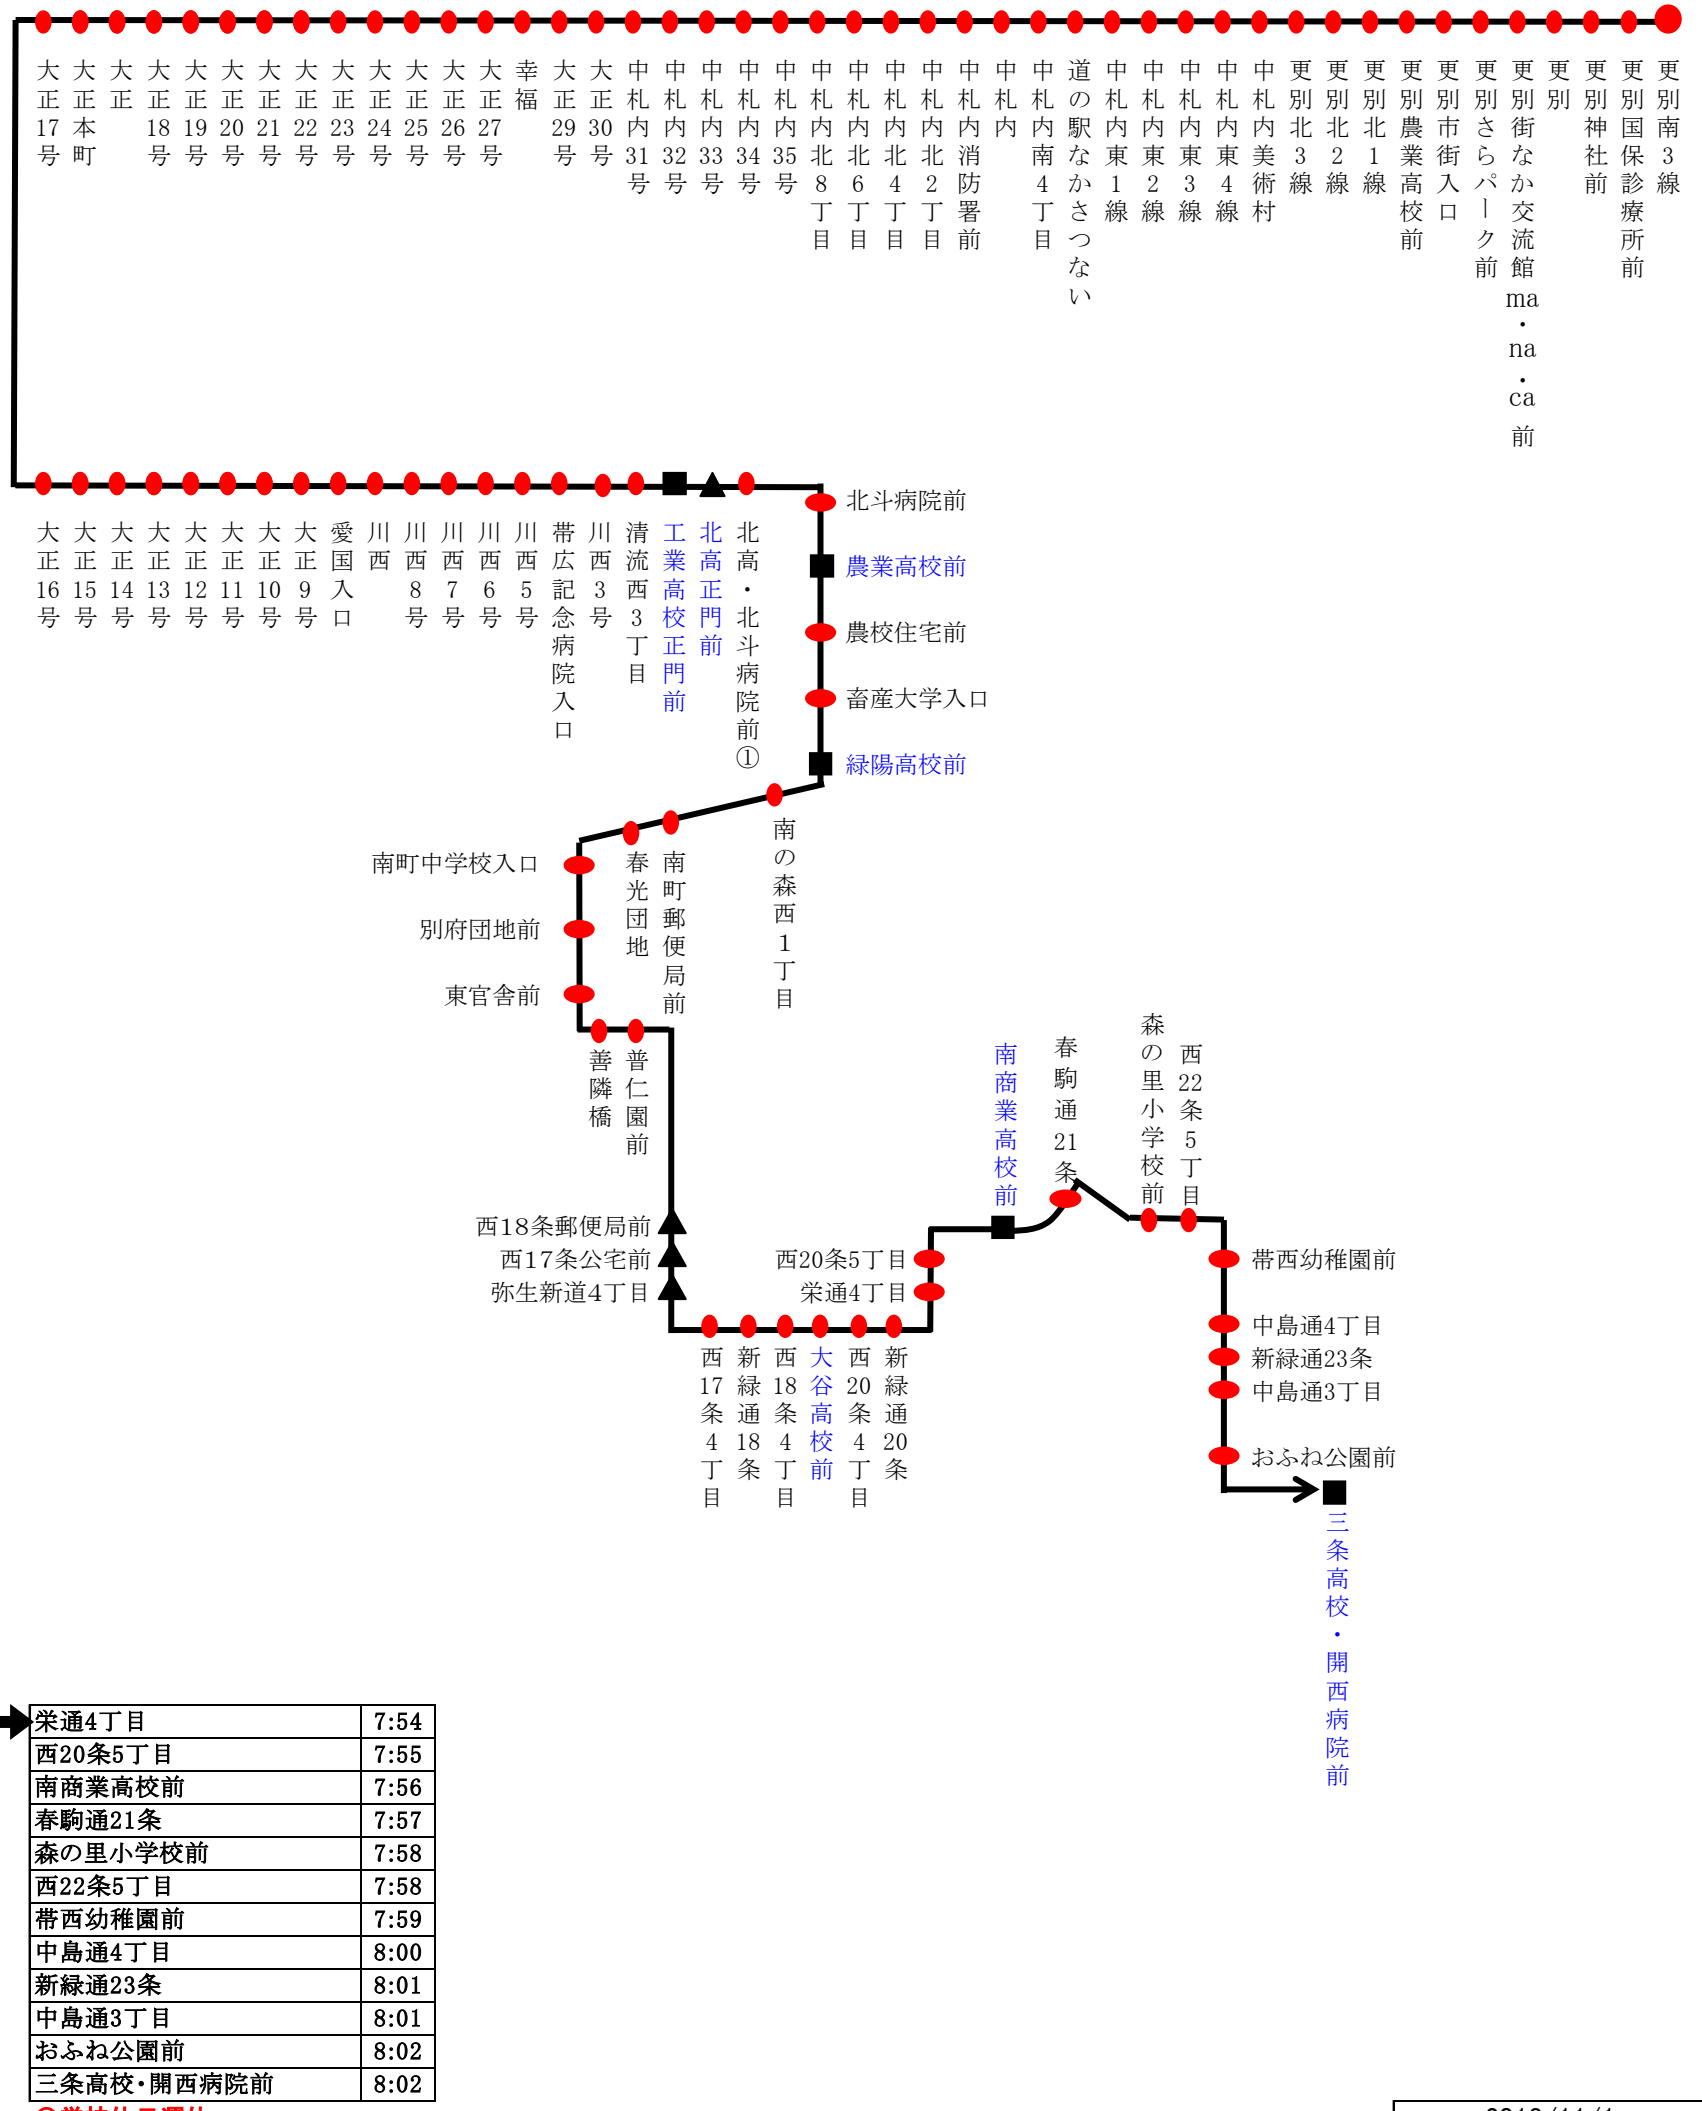 大正17号
大正本町
大正
大正18号
大正19号
大正20号
大正21号
大正22号
大正23号
大正24号
大正25号
大正26号
大正27号
幸福
大正29号
大正30号
中札内31号
中札内32号
中札内33号
中札内34号
中札内35号
中札内北8丁目
中札内北6丁目
中札内北4丁目
中札内北2丁目
中札内消防署前
中札内
中札内南4丁目
道の駅なかさつない
中札内東1線
中札内東2線
中札内東3線
中札内東4線
中札内美術村
更別北3線
更別北2線
更別北1線
更別農業高校前
更別市街入口
更別さらパーク前
更別街なか交流館ma・na・ca前
更別
更別神社前
更別国保診療所前
更別南3線
大正16号
大正15号
大正14号
大正13号
大正12号
大正11号
大正10号
大正9号
愛国入口
川西
川西8号
川西7号
川西6号
川西5号
帯広記念病院入口
川西3号
清流西3丁目
工業高校正門前
北高正門前
北高・北斗病院前①
北斗病院前
農業高校前
農校住宅前
畜産大学入口
緑陽高校前
南の森西1丁目
南町郵便局前
春光団地
南町中学校入口
別府団地前
東官舎前
善隣橋
普仁園前
西18条郵便局前
西17条公宅前
弥生新道4丁目
西17条4丁目
新緑通18条
西18条4丁目
大谷高校前
西20条4丁目
新緑通20条
栄通4丁目
西20条5丁目
南商業高校前
春駒通21条
森の里小学校前
西22条5丁目
帯西幼稚園前
中島通4丁目
新緑通23条
中島通3丁目
おふね公園前
三条高校・開西病院前
栄通4丁目 7:54
西20条5丁目 7:55
南商業高校前 7:56
春駒通21条 7:57
森の里小学校前 7:58
西22条5丁目 7:58
帯西幼稚園前 7:59
中島通4丁目 8:00
新緑通23条 8:01
中島通3丁目 8:01
おふね公園前 8:02
三条高校・開西病院前 8:02